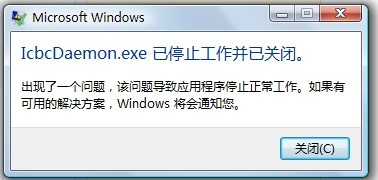 Microsoft Windows
IcbcDaemon.exe 已停止工作并已关闭。
出现了一个问题，该问题导致应用程序停止正常工作。如果有
可用的解决方案，Windows 将会通知您。
关闭(C)